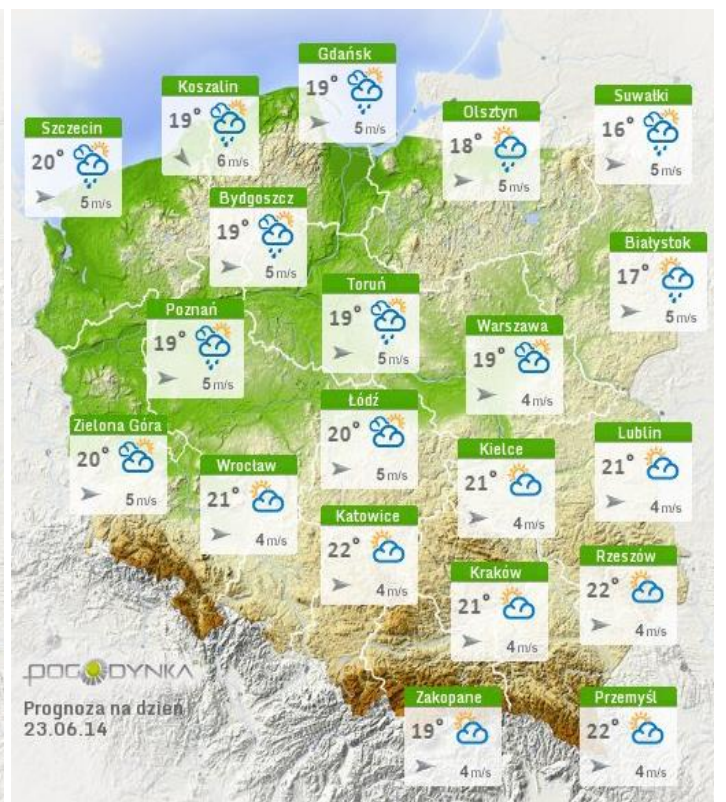 Gdańsk
19°
5 m/s
Koszalin
19°
6 m/s
Suwałki
16°
5 m/s
Olsztyn
18°
5 m/s
Szczecin
20°
5 m/s
Bydgoszcz
19°
5 m/s
Białystok
17°
5 m/s
Toruń
19°
5 m/s
Poznań
19°
5 m/s
Warszawa
19°
4 m/s
Łódź
20°
5 m/s
Zielona Góra
20°
5 m/s
Lublin
21°
4 m/s
Kielce
21°
4 m/s
Wrocław
21°
4 m/s
Katowice
22°
4 m/s
Rzeszów
22°
4 m/s
Kraków
21°
4 m/s
POGODYNKA
Prognoza na dzień
23.06.14
Zakopane
19°
4 m/s
Przemyśl
22°
4 m/s